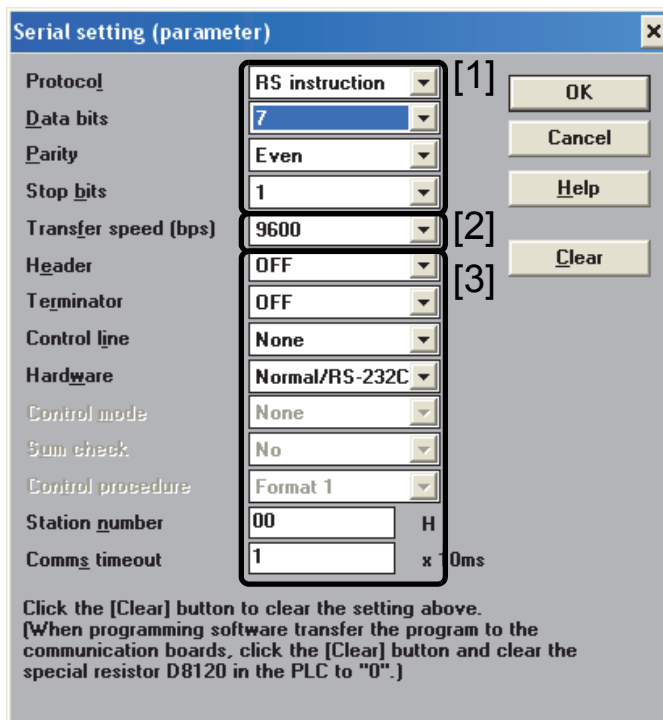 Serial setting (parameter)
Protocol RS instruction [1] OK
Data bits 7
Parity Even Cancel
Stop bits 1 Help
Transfer speed (bps) 9600 [2]
Header OFF [3] Clear
Terminator OFF
Control line None
Hardware Normal/RS-232C
Control mode None
Sum check No
Control procedure Format 1
Station number 00 H
Comms timeout 1 x 10ms
Click the [Clear] button to clear the setting above.
(When programming software transfer the program to the
communication boards, click the [Clear] button and clear the
special resistor D8120 in the PLC to "0".)